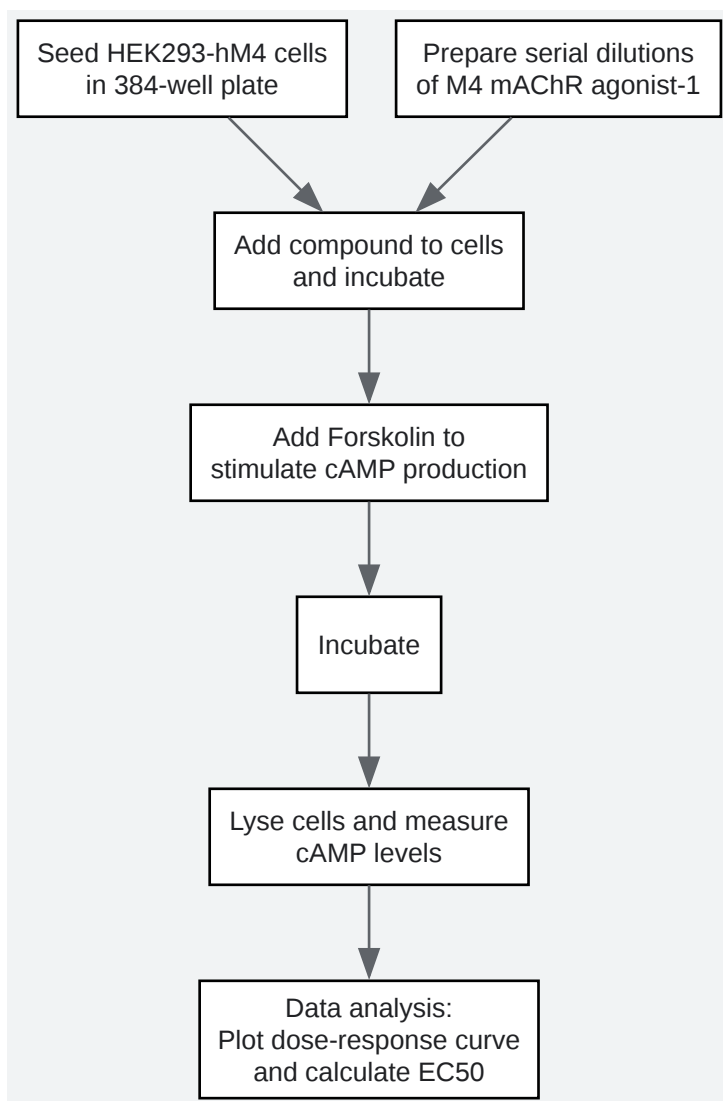 Seed HEK293-hM4 cells
in 384-well plate
Prepare serial dilutions
of M4 mAChR agonist-1
Add compound to cells
and incubate
Add Forskolin to
stimulate cAMP production
Incubate
Lyse cells and measure
cAMP levels
Data analysis:
Plot dose-response curve
and calculate EC50